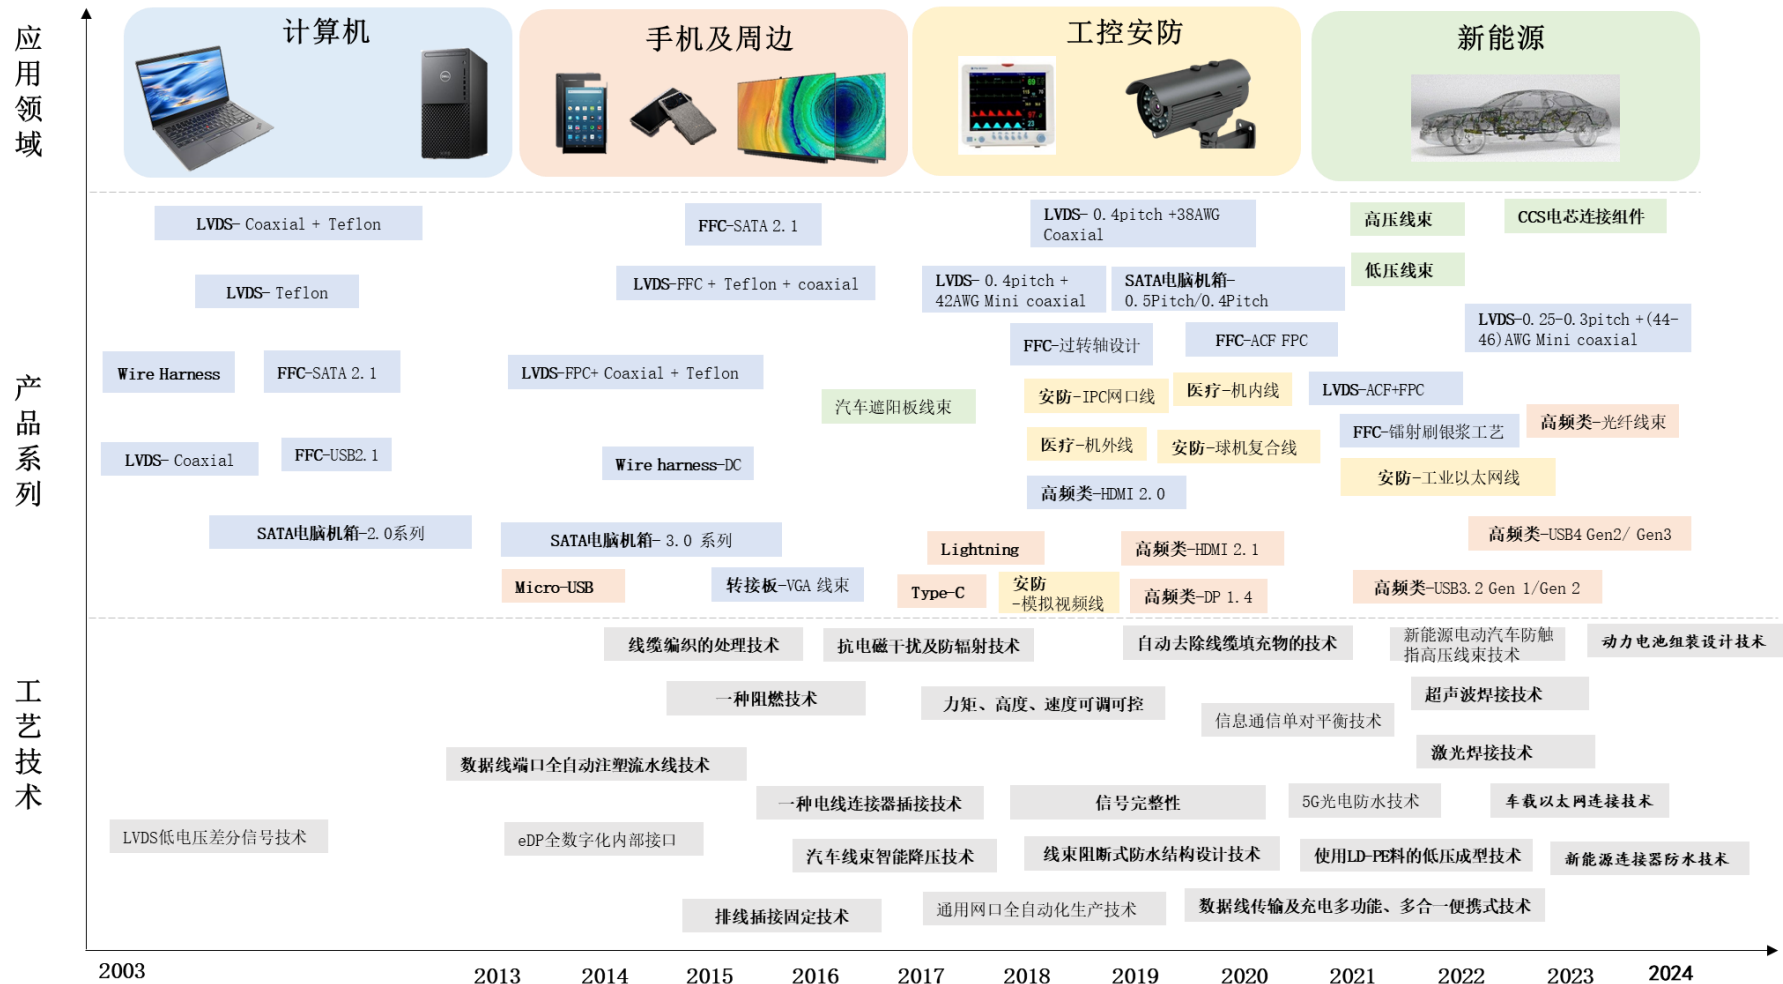 应用领域
计算机
手机及周边
工控安防
新能源
产品系列
LVDS- Coaxial + Teflon
FFC-SATA 2.1
LVDS- 0.4pitch +38AWG
Coaxial
高压线束
CCS电芯连接组件
LVDS- Teflon
LVDS-FFC + Teflon + coaxial
LVDS- 0.4pitch +
42AWG Mini coaxial
SATA电脑机箱-
0.5Pitch/0.4Pitch
低压线束
LVDS-0.25-0.3pitch +(44-
46)AWG Mini coaxial
FFC-过转轴设计
FFC-ACF FPC
Wire Harness
FFC-SATA 2.1
LVDS-FPC+ Coaxial + Teflon
汽车遮阳板线束
安防-IPC网口线
医疗-机内线
LVDS-ACF+FPC
高频类-光纤线束
FFC-镭射刷银浆工艺
LVDS- Coaxial
FFC-USB2.1
Wire harness-DC
医疗-机外线
安防-球机复合线
安防-工业以太网线
高频类-HDMI 2.0
SATA电脑机箱-2.0系列
SATA电脑机箱- 3.0 系列
Lightning
高频类-HDMI 2.1
高频类-USB4 Gen2/ Gen3
Micro-USB
转接板-VGA 线束
Type-C
安防
-模拟视频线
高频类-DP 1.4
高频类-USB3.2 Gen 1/Gen 2
工艺技术
线缆编织的处理技术
抗电磁干扰及防辐射技术
自动去除线缆填充物的技术
新能源电动汽车防触
指高压线束技术
动力电池组装设计技术
一种阻燃技术
力矩、高度、速度可调可控
信息通信单对平衡技术
超声波焊接技术
数据线端口全自动注塑流水线技术
激光焊接技术
一种电线连接器插接技术
信号完整性
5G光电防水技术
车载以太网连接技术
LVDS低电压差分信号技术
eDP全数字化内部接口
汽车线束智能降压技术
线束阻断式防水结构设计技术
使用LD-PE料的低压成型技术
新能源连接器防水技术
排线插接固定技术
通用网口全自动化生产技术
数据线传输及充电多功能、多合一便携式技术
2003
2013
2014
2015
2016
2017
2018
2019
2020
2021
2022
2023
2024